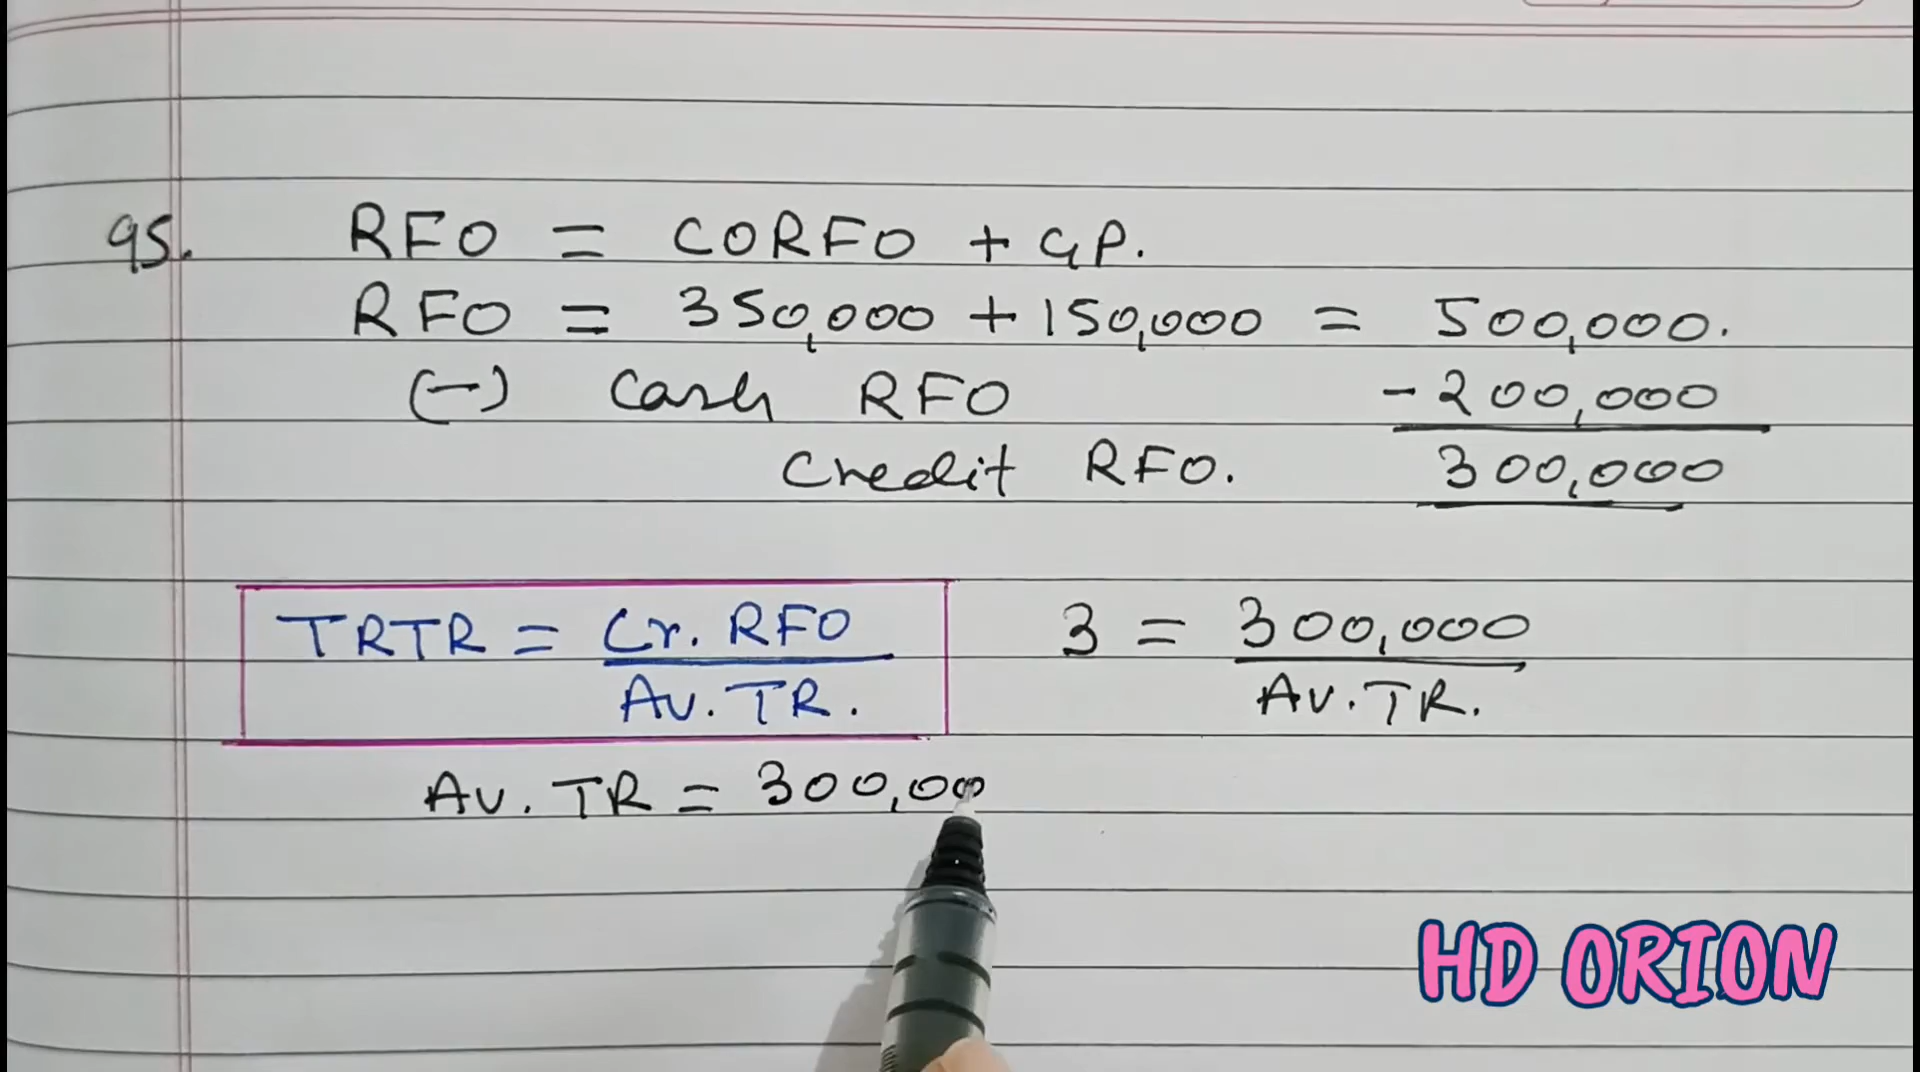 95. RFO = CORFO + GP.
RFO = 350,000 + 150,000 = 500,000.
(-) Cash RFO - 200,000
Credit RFO. 300,000
TRTR = Cr. RFO / Av. TR. 3 = 300,000 / Av. TR.
Av. TR = 300,00
HD ORION